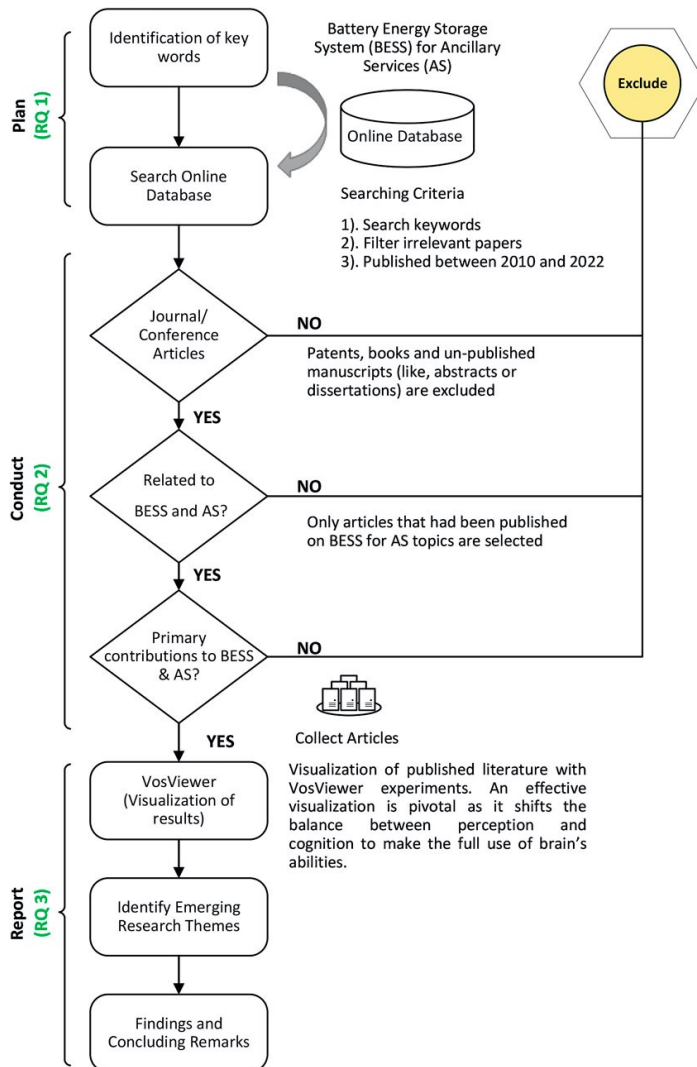 Identification of key
words
Battery Energy Storage
System (BESS) for Ancillary
Services (AS)
Exclude
Plan
(RQ 1)
Online Database
Search Online
Database
Searching Criteria
1). Search keywords
2). Filter irrelevant papers
3). Published between 2010 and 2022
Journal/
Conference
Articles
NO
Patents, books and un-published
manuscripts (like, abstracts or
dissertations) are excluded
YES
Conduct
(RQ 2)
Related to
BESS and AS?
NO
Only articles that had been published
on BESS for AS topics are selected
YES
Primary
contributions to BESS
& AS?
NO
YES
Collect Articles
VosViewer
(Visualization of
results)
Visualization of published literature with
VosViewer experiments. An effective
visualization is pivotal as it shifts the
balance between perception and
cognition to make the full use of brain's
abilities.
Report
(RQ 3)
Identify Emerging
Research Themes
Findings and
Concluding Remarks